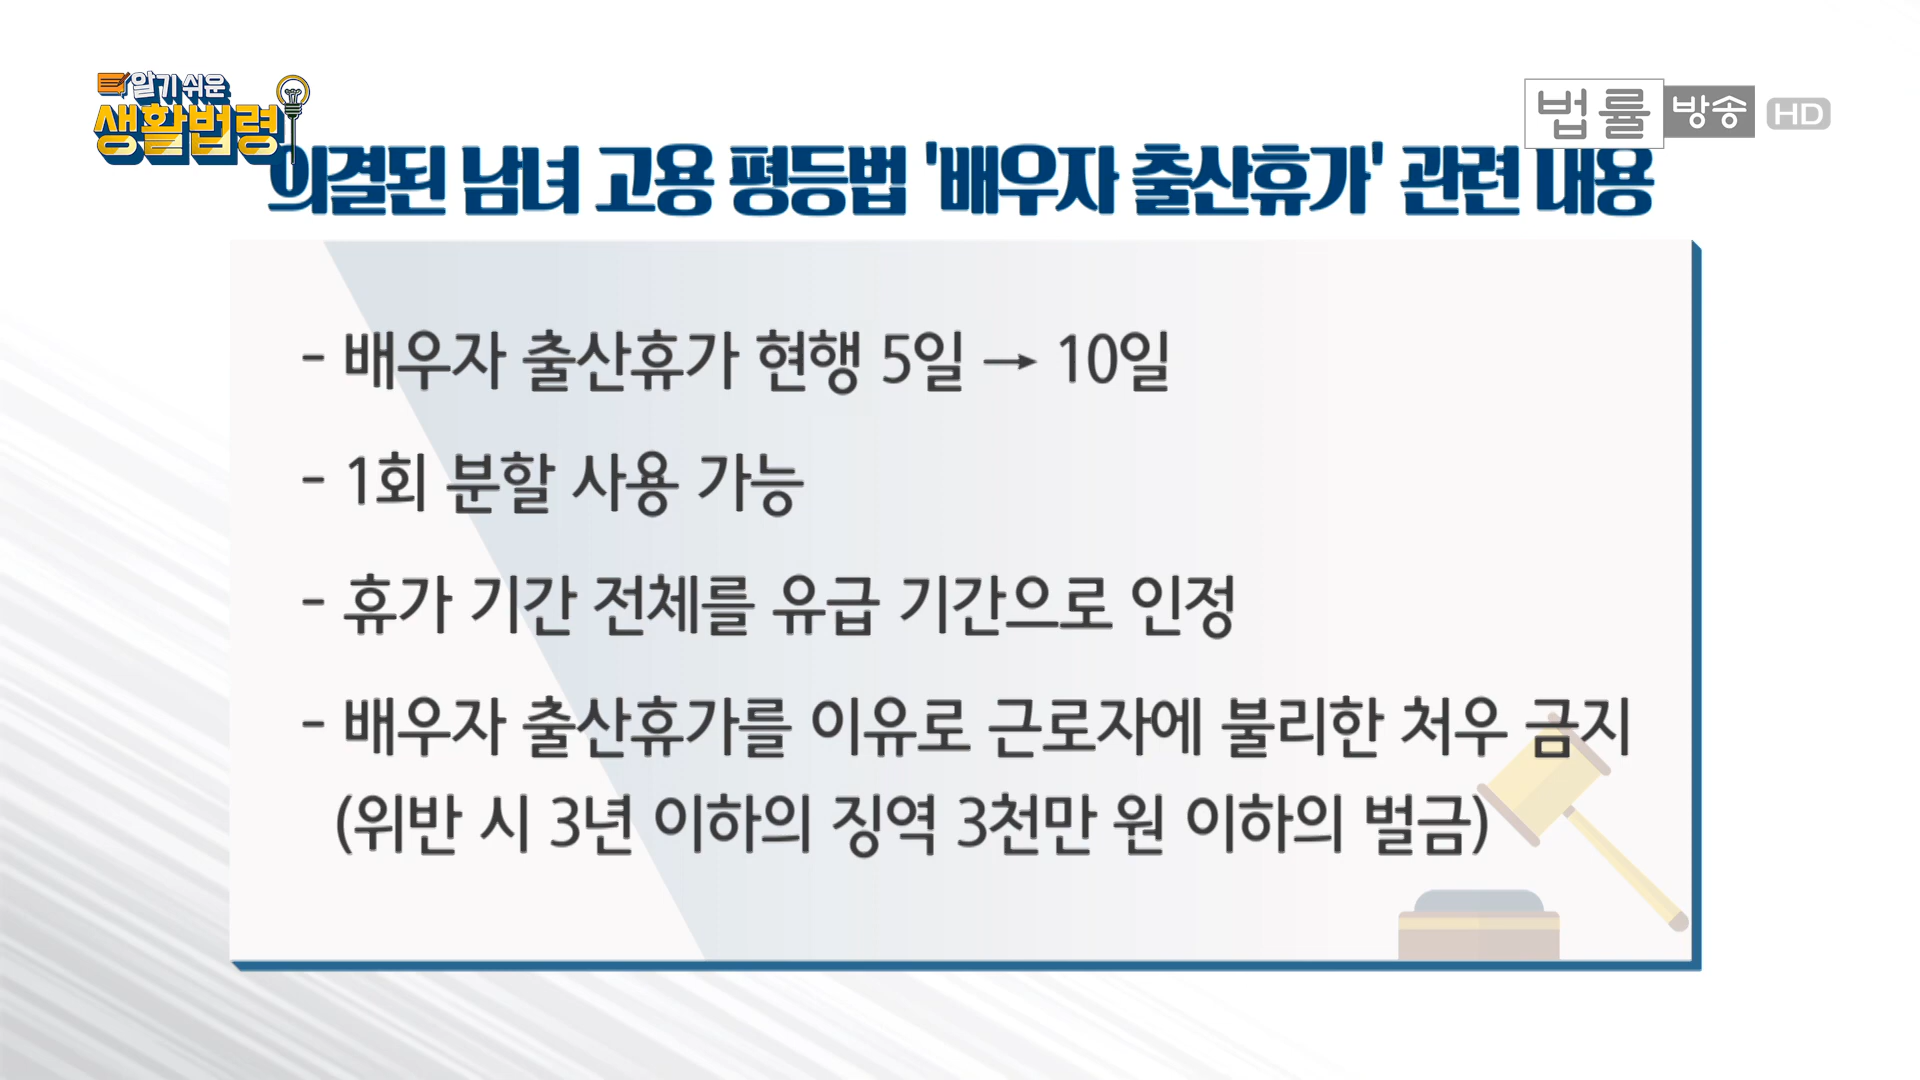 알기 쉬운
생활법령
법률방송 HD
의결된 남녀 고용 평등법 '배우자 출산휴가' 관련 내용
- 배우자 출산휴가 현행 5일 → 10일
- 1회 분할 사용 가능
- 휴가 기간 전체를 유급 기간으로 인정
- 배우자 출산휴가를 이유로 근로자에 불리한 처우 금지
(위반 시 3년 이하의 징역 3천만 원 이하의 벌금)